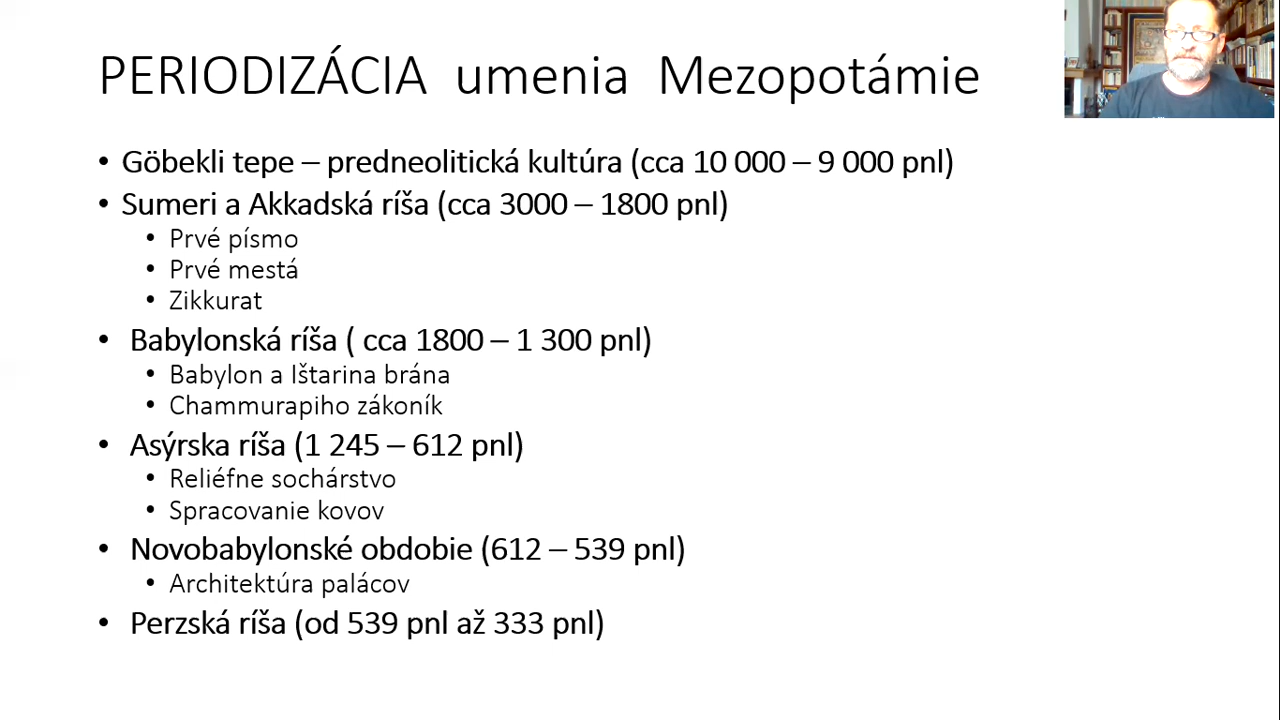 PERIODIZÁCIA umenia Mezopotámie
• Göbekli tepe – predneolitická kultúra (cca 10 000 – 9 000 pnl)
• Sumeri a Akkadská ríša (cca 3000 – 1800 pnl)
• Prvé písmo
• Prvé mestá
• Zikkurat
• Babylonská ríša ( cca 1800 – 1 300 pnl)
• Babylon a Ištarina brána
• Chammurapiho zákoník
• Asýrska ríša (1 245 – 612 pnl)
• Reliéfne sochárstvo
• Spracovanie kovov
• Novobabylonské obdobie (612 – 539 pnl)
• Architektúra palácov
• Perzská ríša (od 539 pnl až 333 pnl)